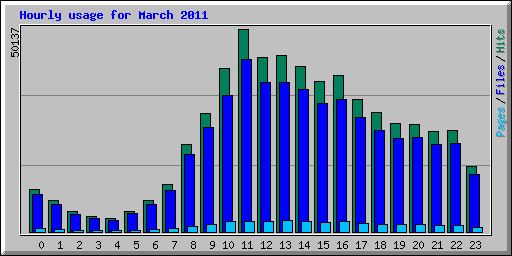 Hourly usage for March 2011
50137
Pages / Files / Hits
0 1 2 3 4 5 6 7 8 9 10 11 12 13 14 15 16 17 18 19 20 21 22 23